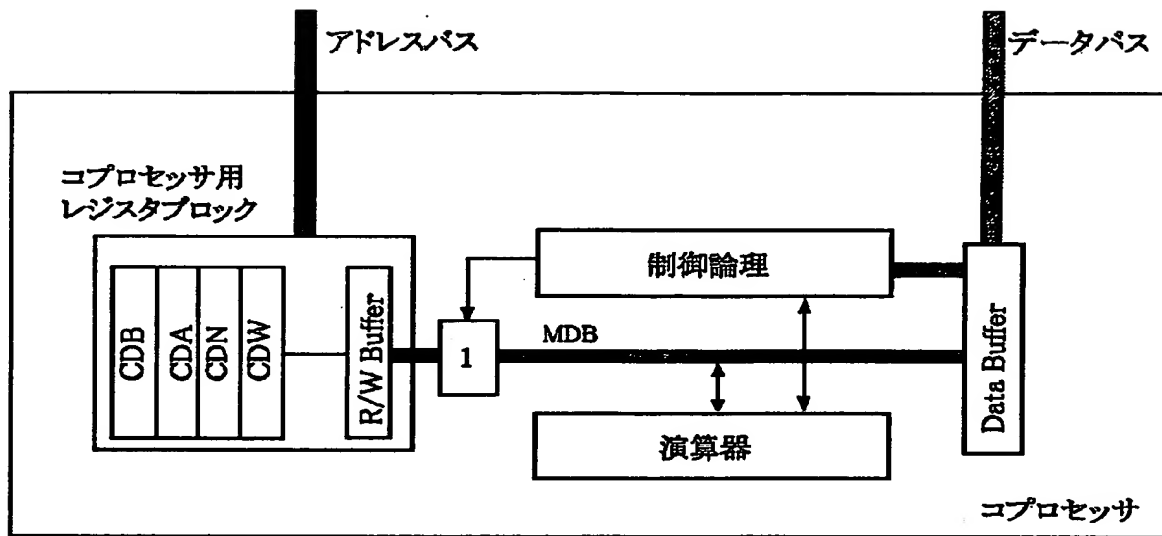 アドレスバス
データバス
コプロセッサ用
レジスタブロック
制御論理
CDB
CDA
CDN
CDW
R/W Buffer
1
MDB
Data Buffer
演算器
コプロセッサ